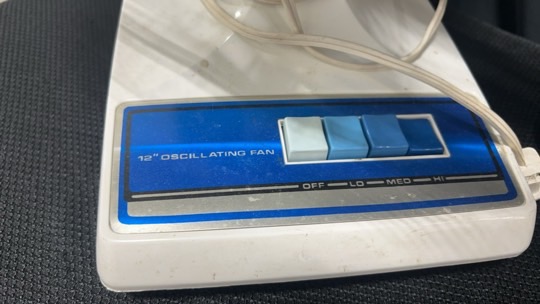 12" OSCILLATING FAN
OFF LO MED HI